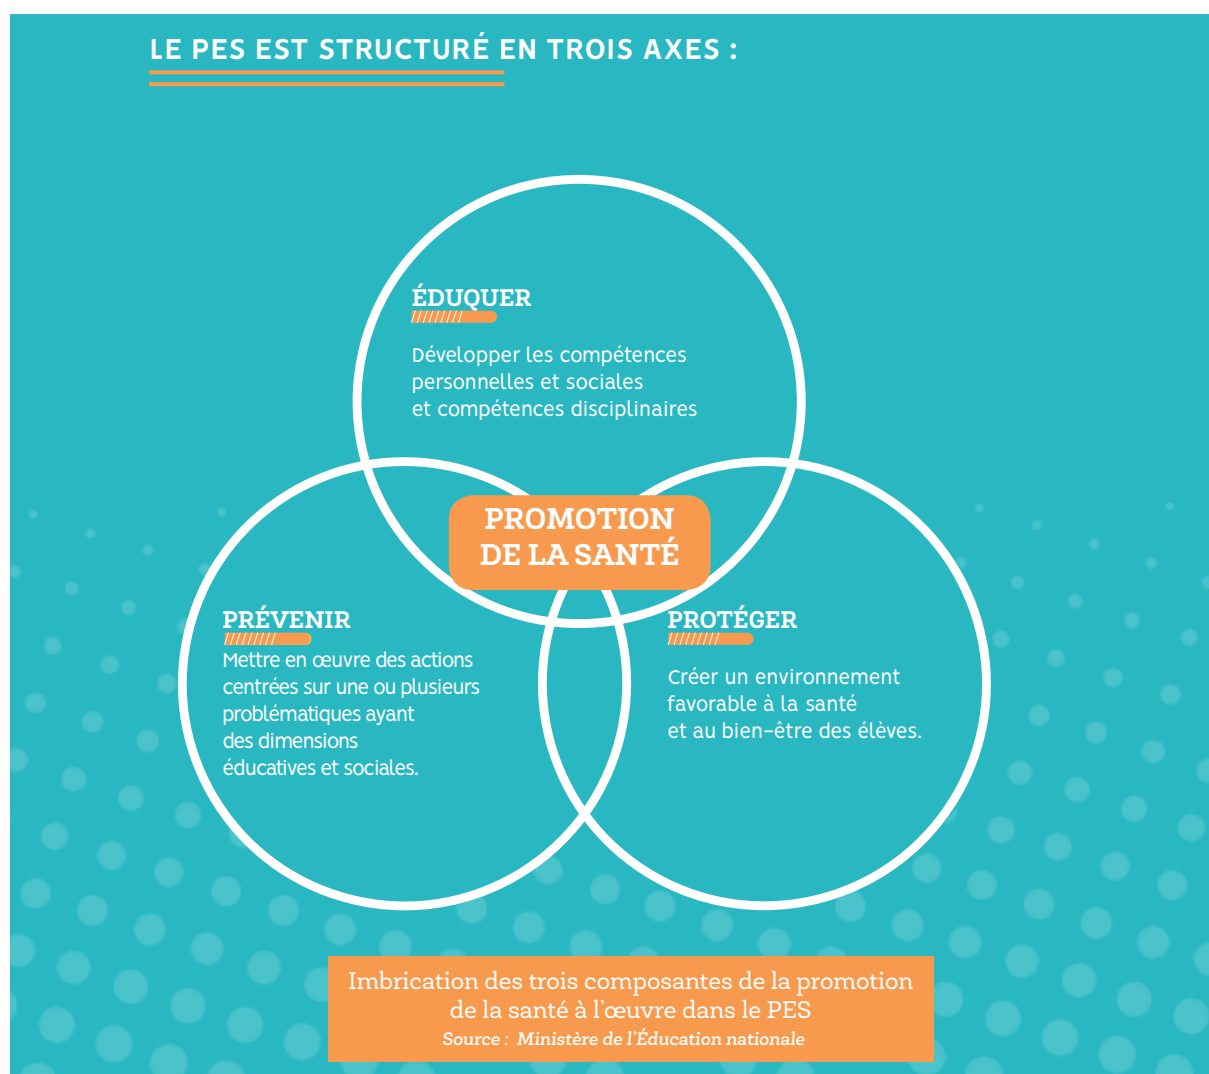 LE PES EST STRUCTURÉ EN TROIS AXES :
ÉDUQUER
Développer les compétences
personnelles et sociales
et compétences disciplinaires
PROMOTION
DE LA SANTÉ
PRÉVENIR
Mettre en œuvre des actions
centrées sur une ou plusieurs
problématiques ayant
des dimensions
éducatives et sociales.
PROTÉGER
Créer un environnement
favorable à la santé
et au bien-être des élèves.
Imbrication des trois composantes de la promotion
de la santé à l'œuvre dans le PES
Source : Ministère de l'Éducation nationale